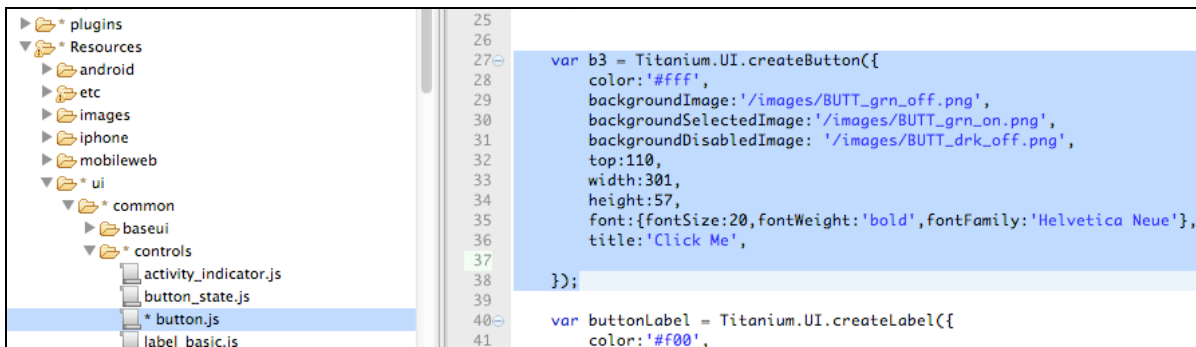 * plugins
* Resources
android
etc
images
iphone
mobileweb
* ui
* common
baseui
* controls
activity_indicator.js
button_state.js
* button.js
label_basic.js
25
26
27 var b3 = Titanium.UI.createButton({
28 color:'#fff',
29 backgroundImage:'/images/BUTT_grn_off.png',
30 backgroundSelectedImage:'/images/BUTT_grn_on.png',
31 backgroundDisabledImage: '/images/BUTT_drk_off.png',
32 top:110,
33 width:301,
34 height:57,
35 font:{fontSize:20,fontWeight:'bold',fontFamily:'Helvetica Neue'},
36 title:'Click Me',
37
38 });
39
40 var buttonLabel = Titanium.UI.createLabel({
41 color:'#f00',